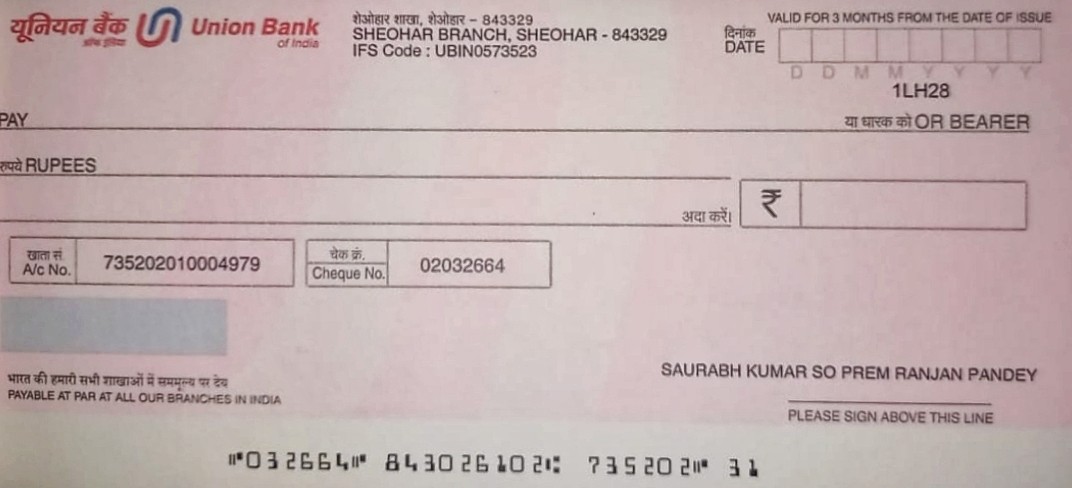 यूनियन बैंक Union Bank
ऑफ इंडिया of India
शेओहार शाखा, शेओहार - 843329
SHEOHAR BRANCH, SHEOHAR - 843329
IFS Code : UBIN0573523
VALID FOR 3 MONTHS FROM THE DATE OF ISSUE
दिनांक
DATE
D D M M Y Y Y Y
1LH28
PAY या धारक को OR BEARER
रुपये RUPEES
अदा करें। ₹
खाता सं.
A/c No. 735202010004979
चेक क्रं.
Cheque No. 02032664
भारत की हमारी सभी शाखाओं में सममूल्य पर देय
PAYABLE AT PAR AT ALL OUR BRANCHES IN INDIA
SAURABH KUMAR SO PREM RANJAN PANDEY
PLEASE SIGN ABOVE THIS LINE
⑈032664⑈ 843026102⑆ 735202⑈ 31